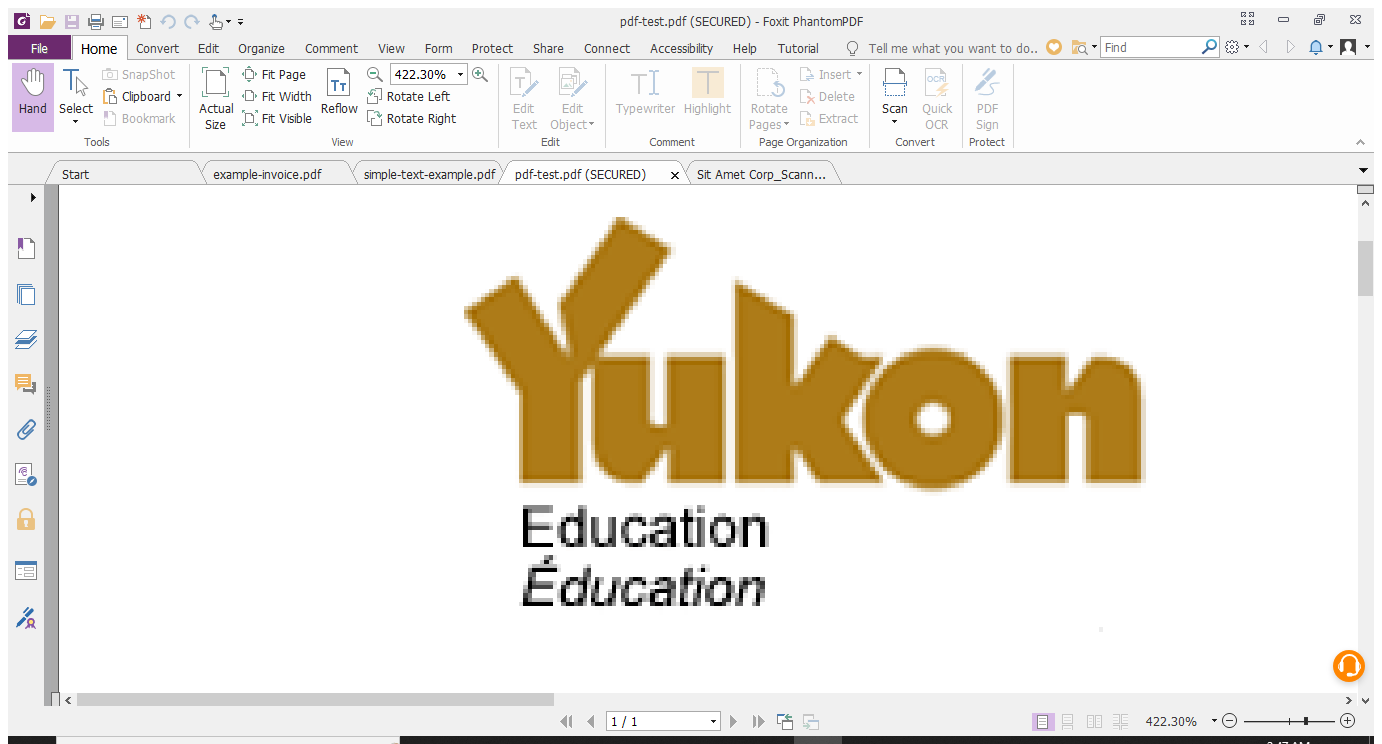 pdf-test.pdf (SECURED) - Foxit PhantomPDF
File Home Convert Edit Organize Comment View Form Protect Share Connect Accessibility Help Tutorial Tell me what you want to do.. Find
Hand
Select
SnapShot
Clipboard
Bookmark
Tools
Actual Size
Fit Page
Fit Width
Fit Visible
Reflow
422.30%
Rotate Left
Rotate Right
View
Edit Text
Edit Object
Edit
Typewriter
Highlight
Comment
Rotate Pages
Insert
Delete
Extract
Page Organization
Scan
OCR
Quick OCR
Convert
PDF Sign
Protect
Start example-invoice.pdf simple-text-example.pdf pdf-test.pdf (SECURED) Sit Amet Corp_Scann...
Yukon
Education
Éducation
1 / 1 422.30%